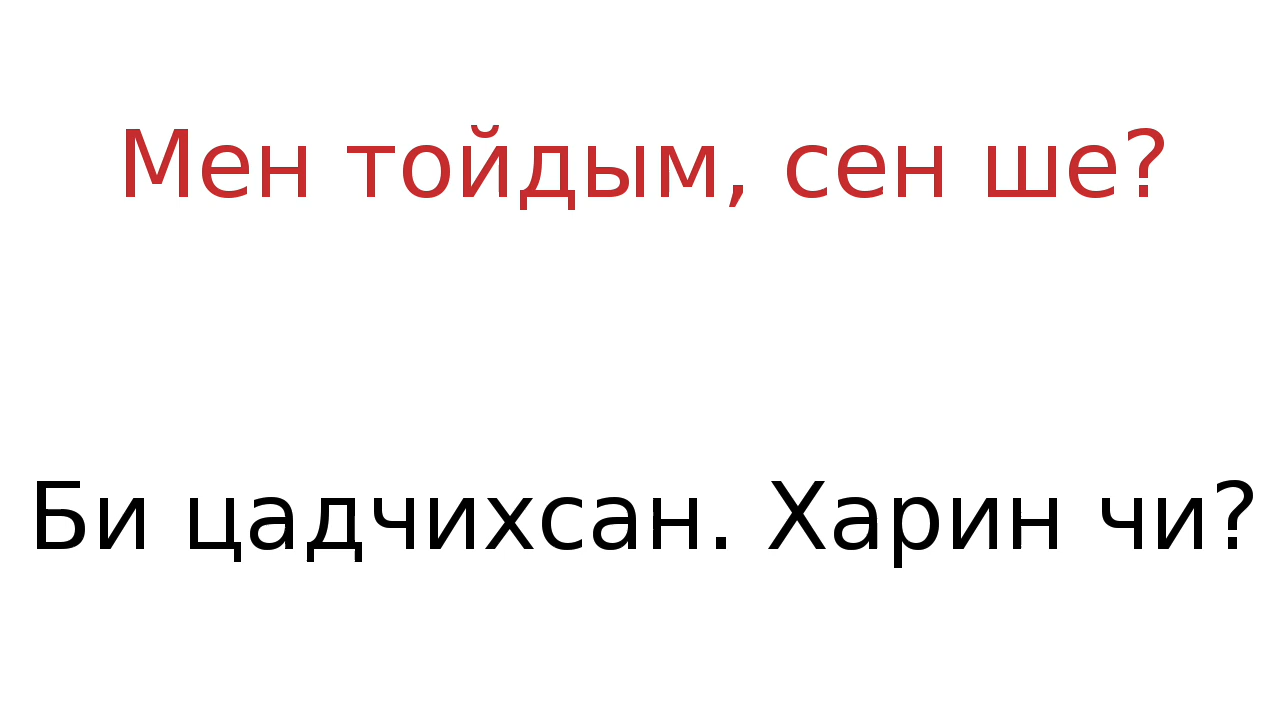 Мен тойдым, сен ше?
Би цадчихсан. Харин чи?